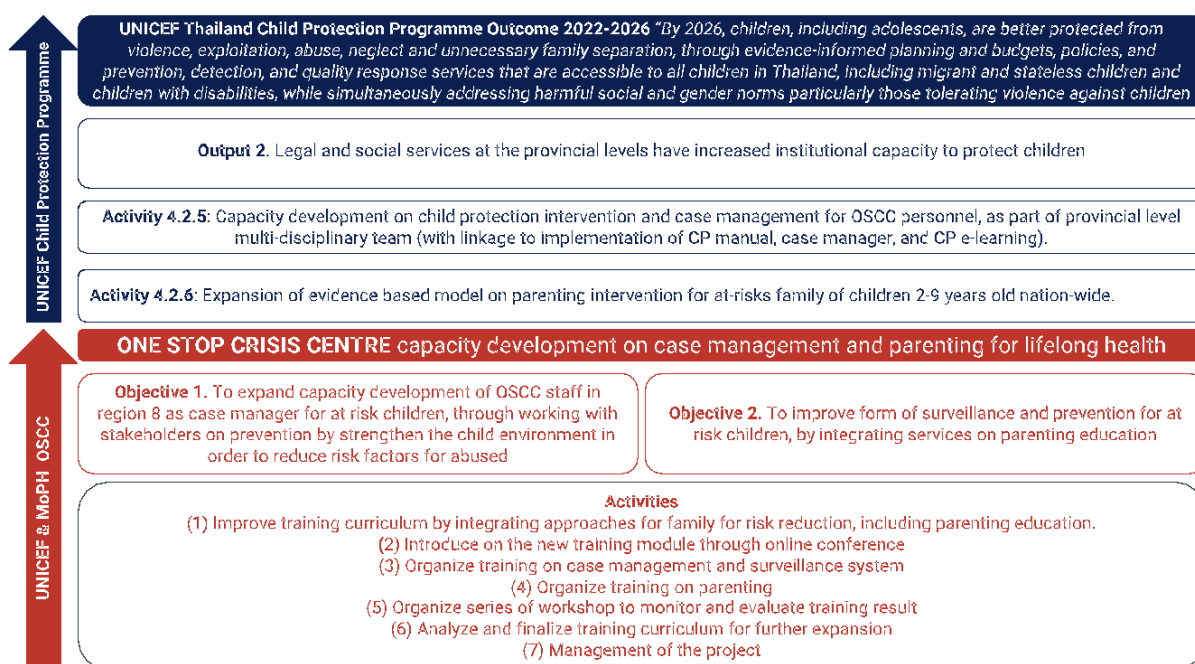 UNICEF Child Protection Programme
UNICEF Thailand Child Protection Programme Outcome 2022-2026 “By 2026, children, including adolescents, are better protected from
violence, exploitation, abuse, neglect and unnecessary family separation, through evidence-informed planning and budgets, policies, and
prevention, detection, and quality response services that are accessible to all children in Thailand, including migrant and stateless children and
children with disabilities, while simultaneously addressing harmful social and gender norms particularly those tolerating violence against children
Output 2. Legal and social services at the provincial levels have increased institutional capacity to protect children
Activity 4.2.5: Capacity development on child protection intervention and case management for OSCC personnel, as part of provincial level
multi-disciplinary team (with linkage to implementation of CP manual, case manager, and CP e-learning).
Activity 4.2.6: Expansion of evidence based model on parenting intervention for at-risks family of children 2-9 years old nation-wide.
UNICEF & MoPH OSCC
ONE STOP CRISIS CENTRE capacity development on case management and parenting for lifelong health
Objective 1. To expand capacity development of OSCC staff in
region 8 as case manager for at risk children, through working with
stakeholders on prevention by strengthen the child environment in
order to reduce risk factors for abused
Objective 2. To improve form of surveillance and prevention for at
risk children, by integrating services on parenting education
Activities
(1) Improve training curriculum by integrating approaches for family for risk reduction, including parenting education.
(2) Introduce on the new training module through online conference
(3) Organize training on case management and surveillance system
(4) Organize training on parenting
(5) Organize series of workshop to monitor and evaluate training result
(6) Analyze and finalize training curriculum for further expansion
(7) Management of the project